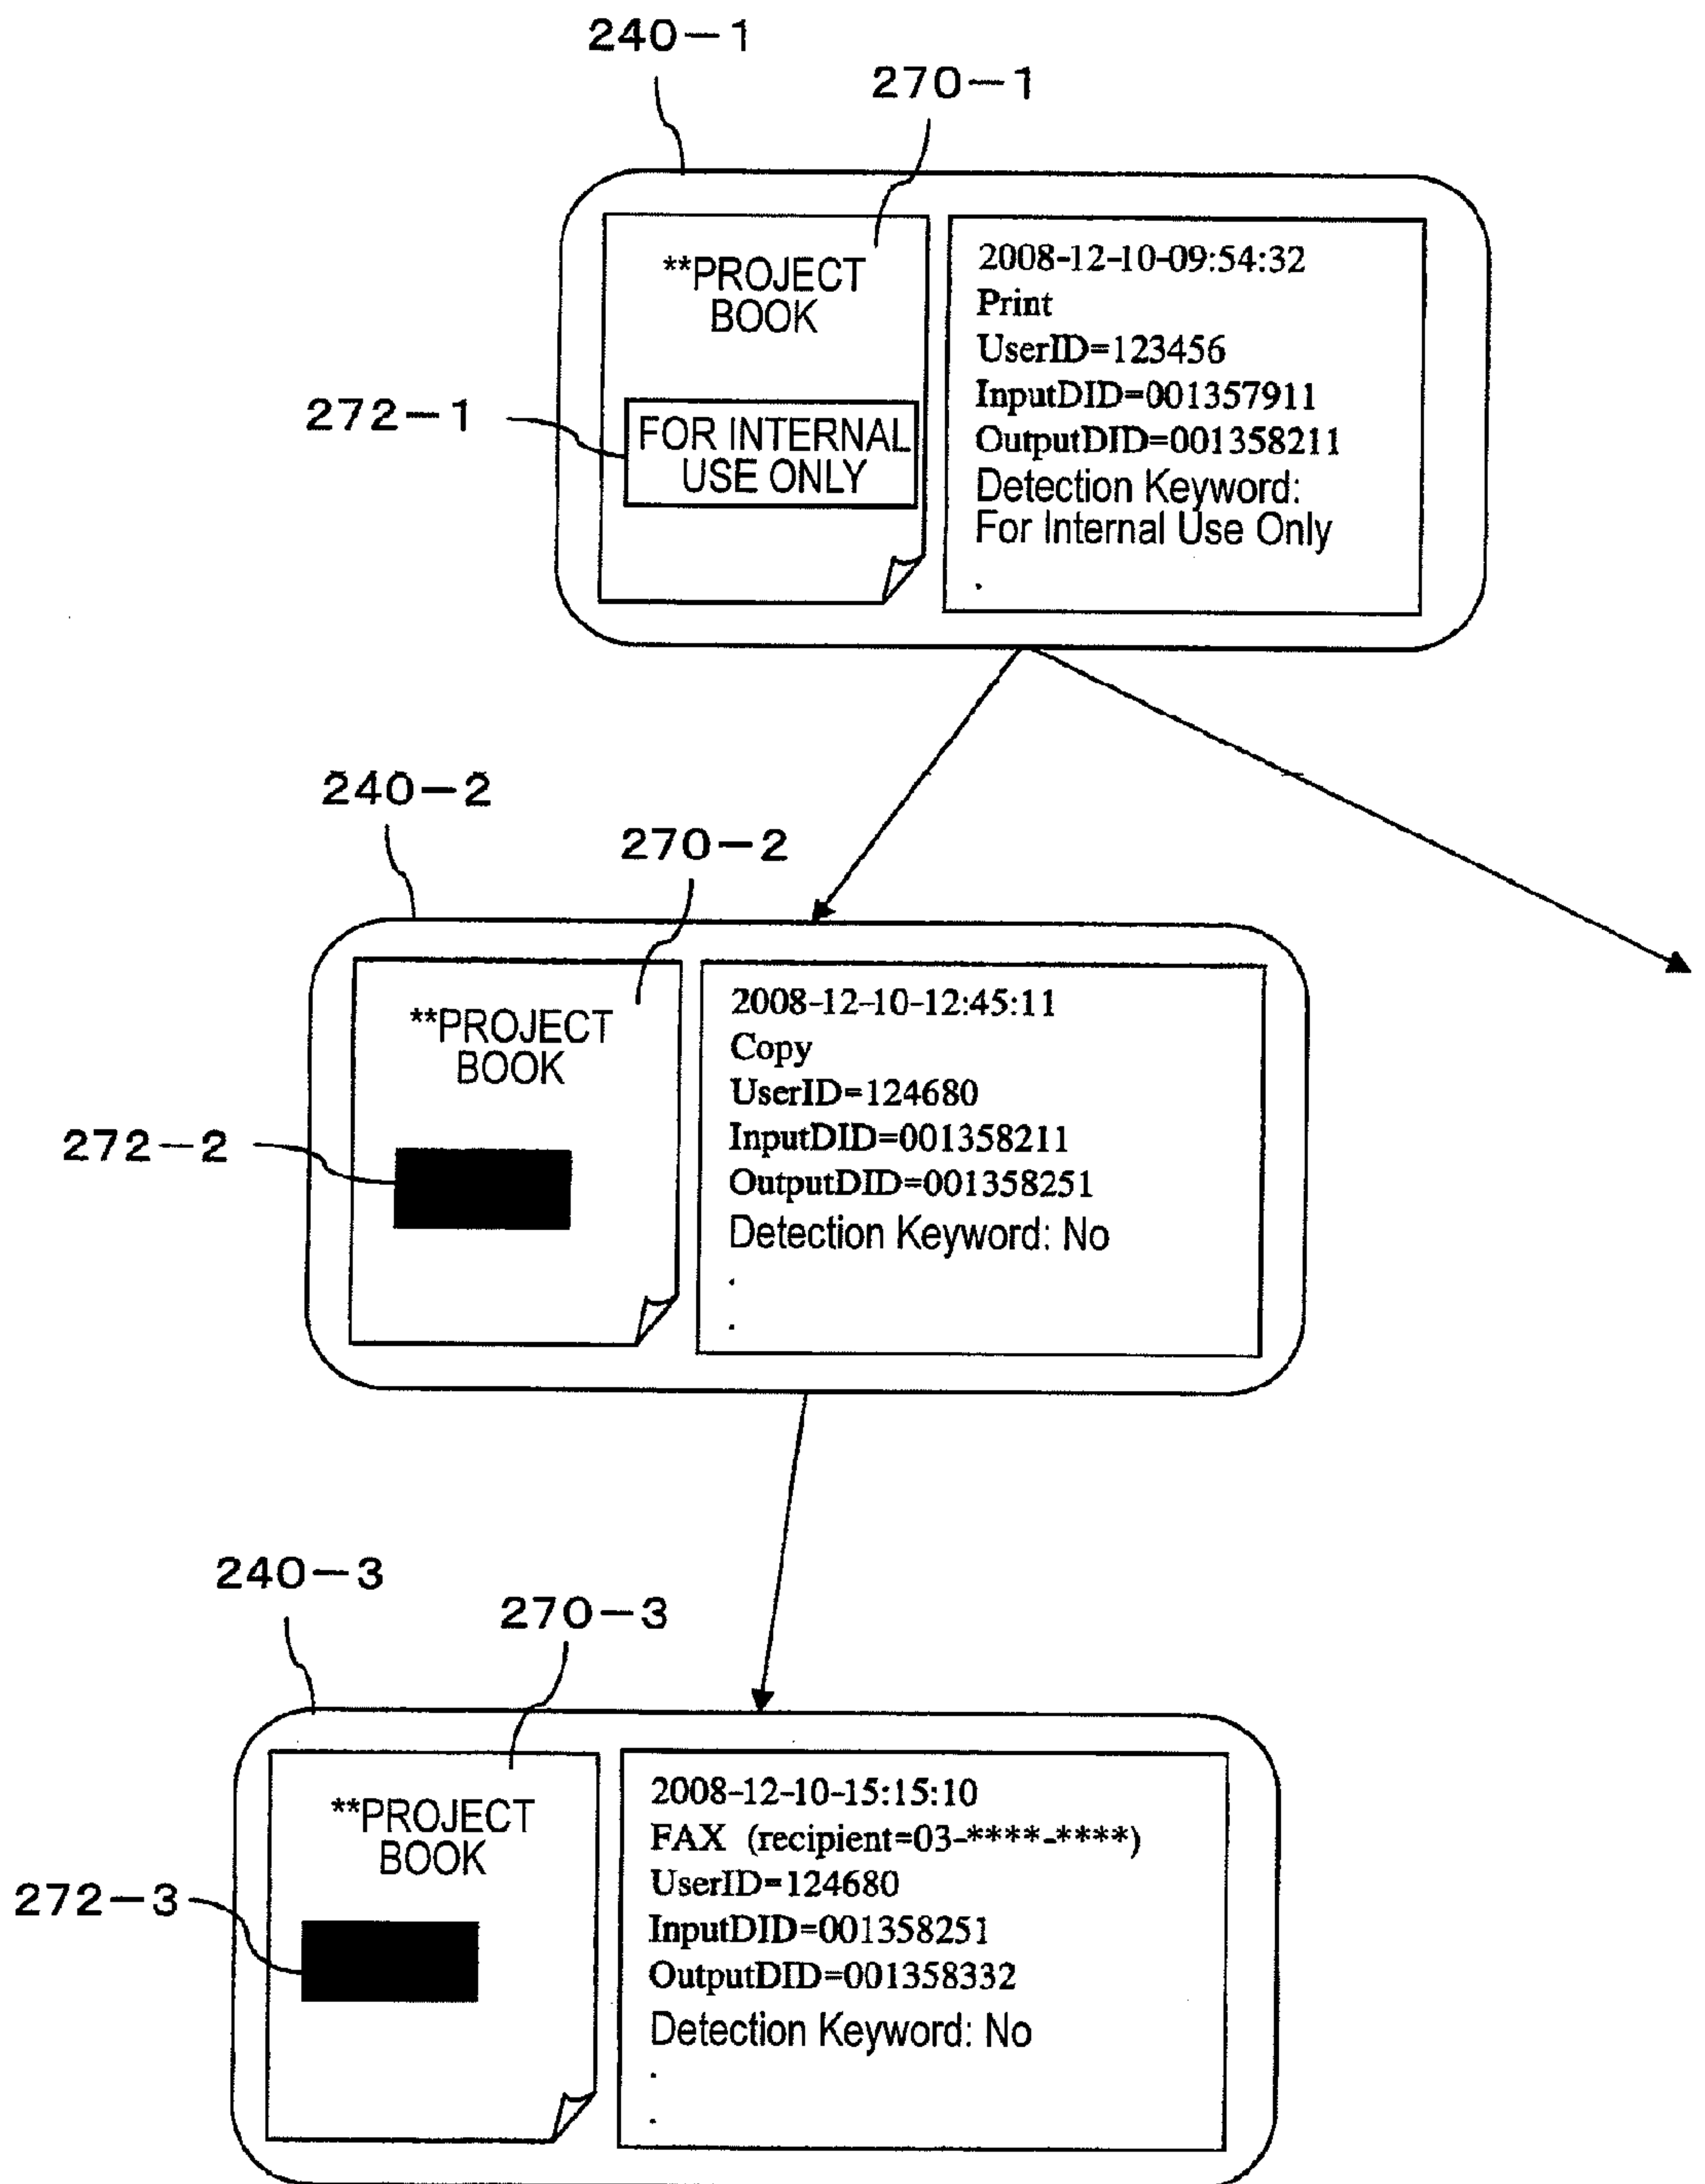 240-1
270-1
**PROJECT
BOOK
272-1
FOR INTERNAL
USE ONLY
2008-12-10-09:54:32
Print
UserID=123456
InputDID=001357911
OutputDID=001358211
Detection Keyword:
For Internal Use Only
.
240-2
270-2
**PROJECT
BOOK
272-2
2008-12-10-12:45:11
Copy
UserID=124680
InputDID=001358211
OutputDID=001358251
Detection Keyword: No
.
.
240-3
270-3
**PROJECT
BOOK
272-3
2008-12-10-15:15:10
FAX (recipient=03-****-****)
UserID=124680
InputDID=001358251
OutputDID=001358332
Detection Keyword: No
.
.